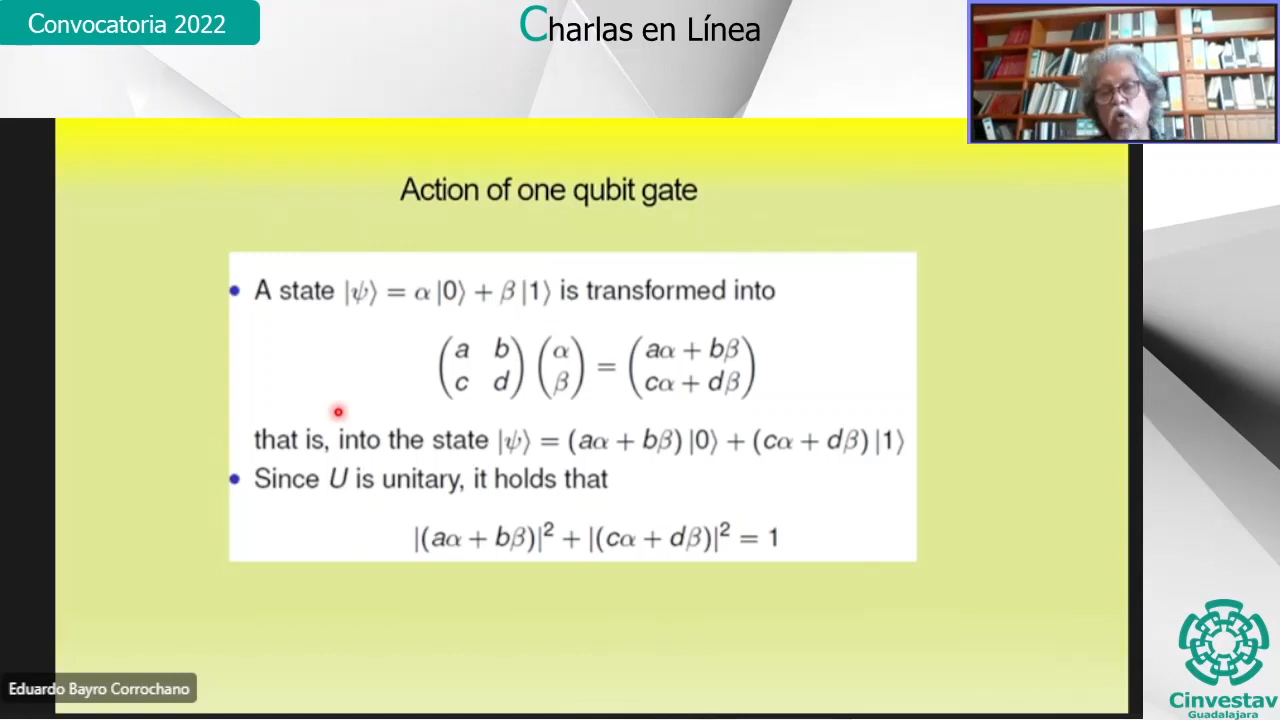 Convocatoria 2022
Charlas en Línea
Action of one qubit gate
• A state |ψ⟩ = α |0⟩ + β |1⟩ is transformed into
(a b
c d) (α
β) = (aα + bβ
cα + dβ)
that is, into the state |ψ⟩ = (aα + bβ) |0⟩ + (cα + dβ) |1⟩
• Since U is unitary, it holds that
|(aα + bβ)|² + |(cα + dβ)|² = 1
Eduardo Bayro Corrochano
Cinvestav
Guadalajara